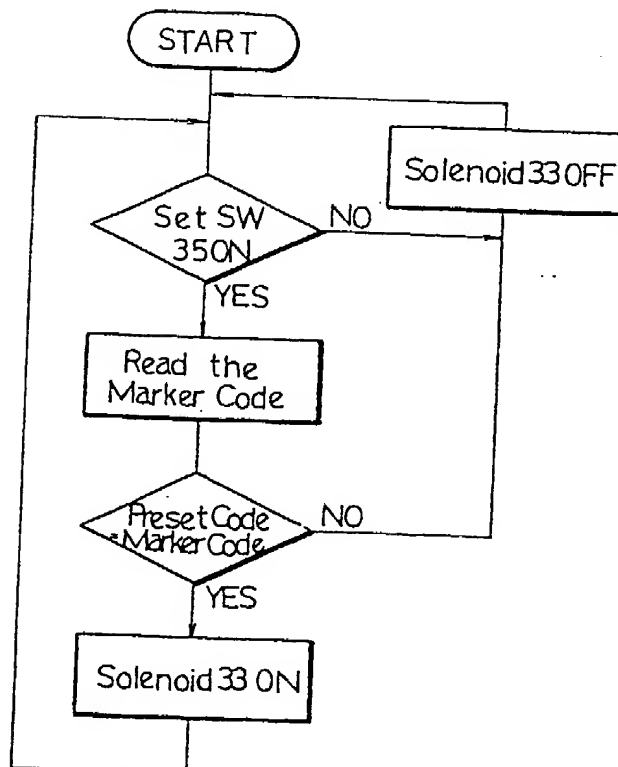 START
Solenoid 33 OFF
Set SW
35 ON
NO
YES
Read the
Marker Code
Preset Code
=Marker Code
NO
YES
Solenoid 33 ON